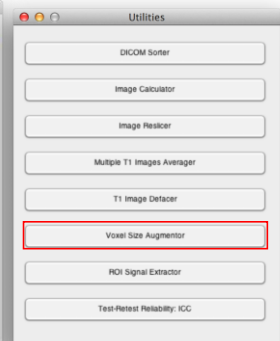 Utilities
DICOM Sorter
Image Calculator
Image Reslicer
Multiple T1 Images Averager
T1 Image Defacer
Voxel Size Augmentor
ROI Signal Extractor
Test-Retest Reliability: ICC